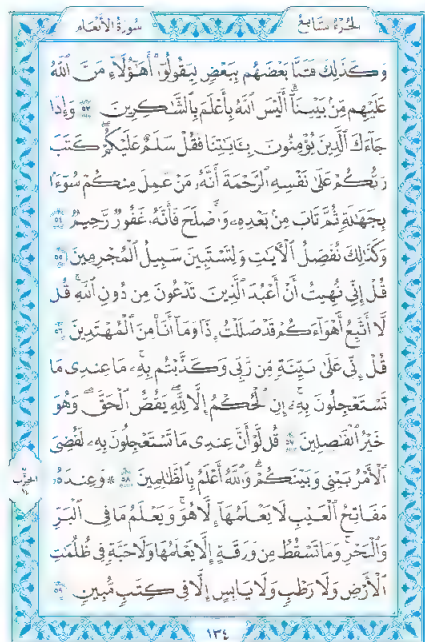 الجزء السابع
سورة الأنعام
وَكَذَٰلِكَ فَتَنَّا بَعْضَهُم بِبَعْضٍ لِّيَقُولُوٓا۟ أَهَٰٓؤُلَآءِ مَنَّ ٱللَّهُ
عَلَيْهِم مِّنۢ بَيْنِنَآ ۗ أَلَيْسَ ٱللَّهُ بِأَعْلَمَ بِٱلشَّٰكِرِينَ ٥٣ وَإِذَا
جَآءَكَ ٱلَّذِينَ يُؤْمِنُونَ بِـَٔايَٰتِنَا فَقُلْ سَلَٰمٌ عَلَيْكُمْ ۖ كَتَبَ
رَبُّكُمْ عَلَىٰ نَفْسِهِ ٱلرَّحْمَةَ ۖ أَنَّهُۥ مَنْ عَمِلَ مِنكُمْ سُوٓءًۢا
بِجَهَٰلَةٍ ثُمَّ تَابَ مِنۢ بَعْدِهِۦ وَأَصْلَحَ فَأَنَّهُۥ غَفُورٌ رَّحِيمٌ ٥٤
وَكَذَٰلِكَ نُفَصِّلُ ٱلْـَٔايَٰتِ وَلِتَسْتَبِينَ سَبِيلُ ٱلْمُجْرِمِينَ ٥٥
قُلْ إِنِّى نُهِيتُ أَنْ أَعْبُدَ ٱلَّذِينَ تَدْعُونَ مِن دُونِ ٱللَّهِ ۚ قُل
لَّآ أَتَّبِعُ أَهْوَآءَكُمْ ۙ قَدْ ضَلَلْتُ إِذًا وَمَآ أَنَا۠ مِنَ ٱلْمُهْتَدِينَ ٥٦
قُلْ إِنِّى عَلَىٰ بَيِّنَةٍ مِّن رَّبِّى وَكَذَّبْتُم بِهِۦ ۚ مَا عِندِى مَا
تَسْتَعْجِلُونَ بِهِۦٓ ۚ إِنِ ٱلْحُكْمُ إِلَّا لِلَّهِ ۖ يَقُصُّ ٱلْحَقَّ ۖ وَهُوَ
خَيْرُ ٱلْفَٰصِلِينَ ٥٧ قُل لَّوْ أَنَّ عِندِى مَا تَسْتَعْجِلُونَ بِهِۦ لَقُضِىَ
ٱلْأَمْرُ بَيْنِى وَبَيْنَكُمْ ۗ وَٱللَّهُ أَعْلَمُ بِٱلظَّٰلِمِينَ ٥٨ ۞ وَعِندَهُۥ
مَفَاتِحُ ٱلْغَيْبِ لَا يَعْلَمُهَآ إِلَّا هُوَ ۚ وَيَعْلَمُ مَا فِى ٱلْبَرِّ
وَٱلْبَحْرِ ۚ وَمَا تَسْقُطُ مِن وَرَقَةٍ إِلَّا يَعْلَمُهَا وَلَا حَبَّةٍ فِى ظُلُمَٰتِ
ٱلْأَرْضِ وَلَا رَطْبٍ وَلَا يَابِسٍ إِلَّا فِى كِتَٰبٍ مُّبِينٍ ٥٩
١٣٤